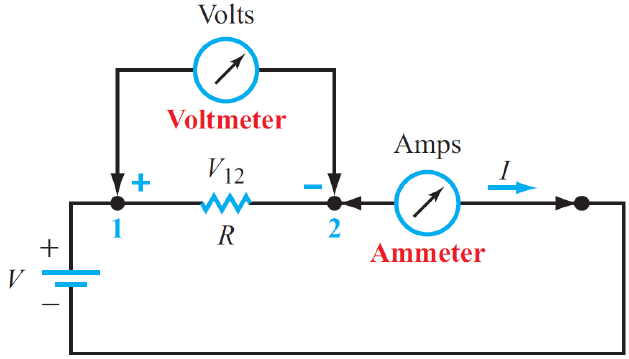 Volts
Voltmeter
Amps
V12
I
+
−
1
R
2
Ammeter
+
V
−